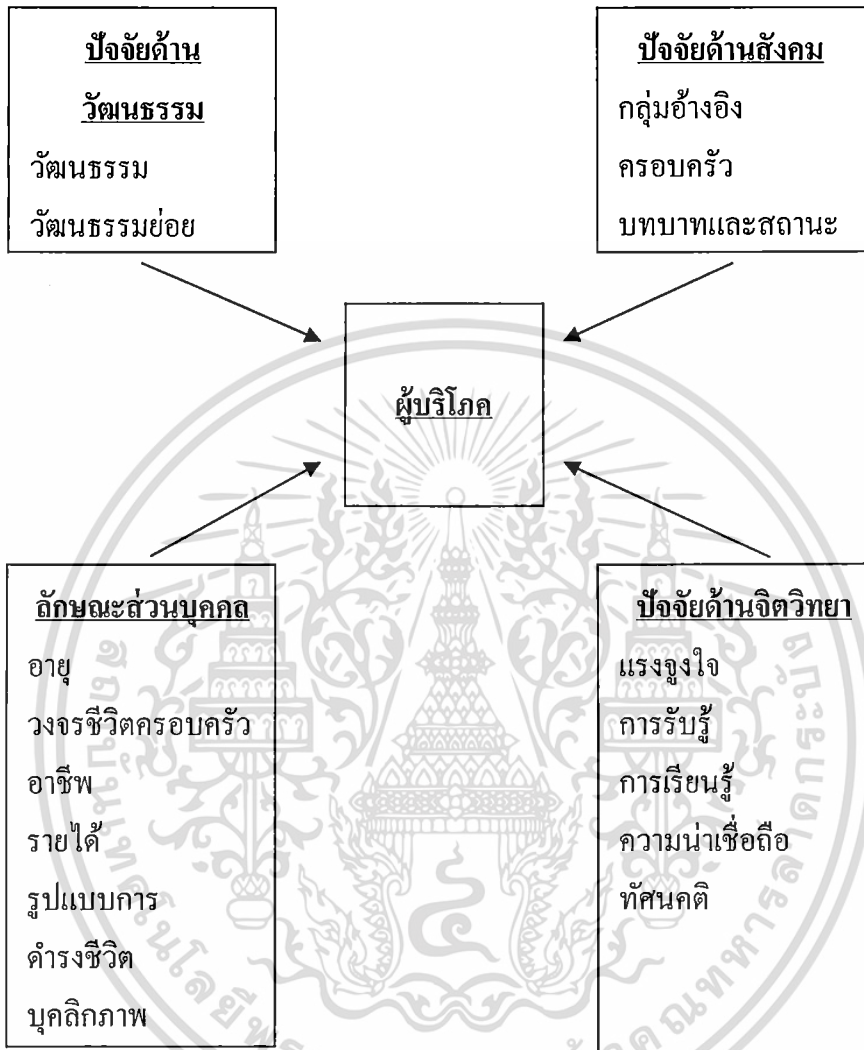 ปัจจัยด้าน
วัฒนธรรม
วัฒนธรรม
วัฒนธรรมย่อย
ปัจจัยด้านสังคม
กลุ่มอ้างอิง
ครอบครัว
บทบาทและสถานะ
ผู้บริโภค
ลักษณะส่วนบุคคล
อายุ
วงจรชีวิตครอบครัว
อาชีพ
รายได้
รูปแบบการ
ดำรงชีวิต
บุคลิกภาพ
ปัจจัยด้านจิตวิทยา
แรงจูงใจ
การรับรู้
การเรียนรู้
ความน่าเชื่อถือ
ทัศนคติ